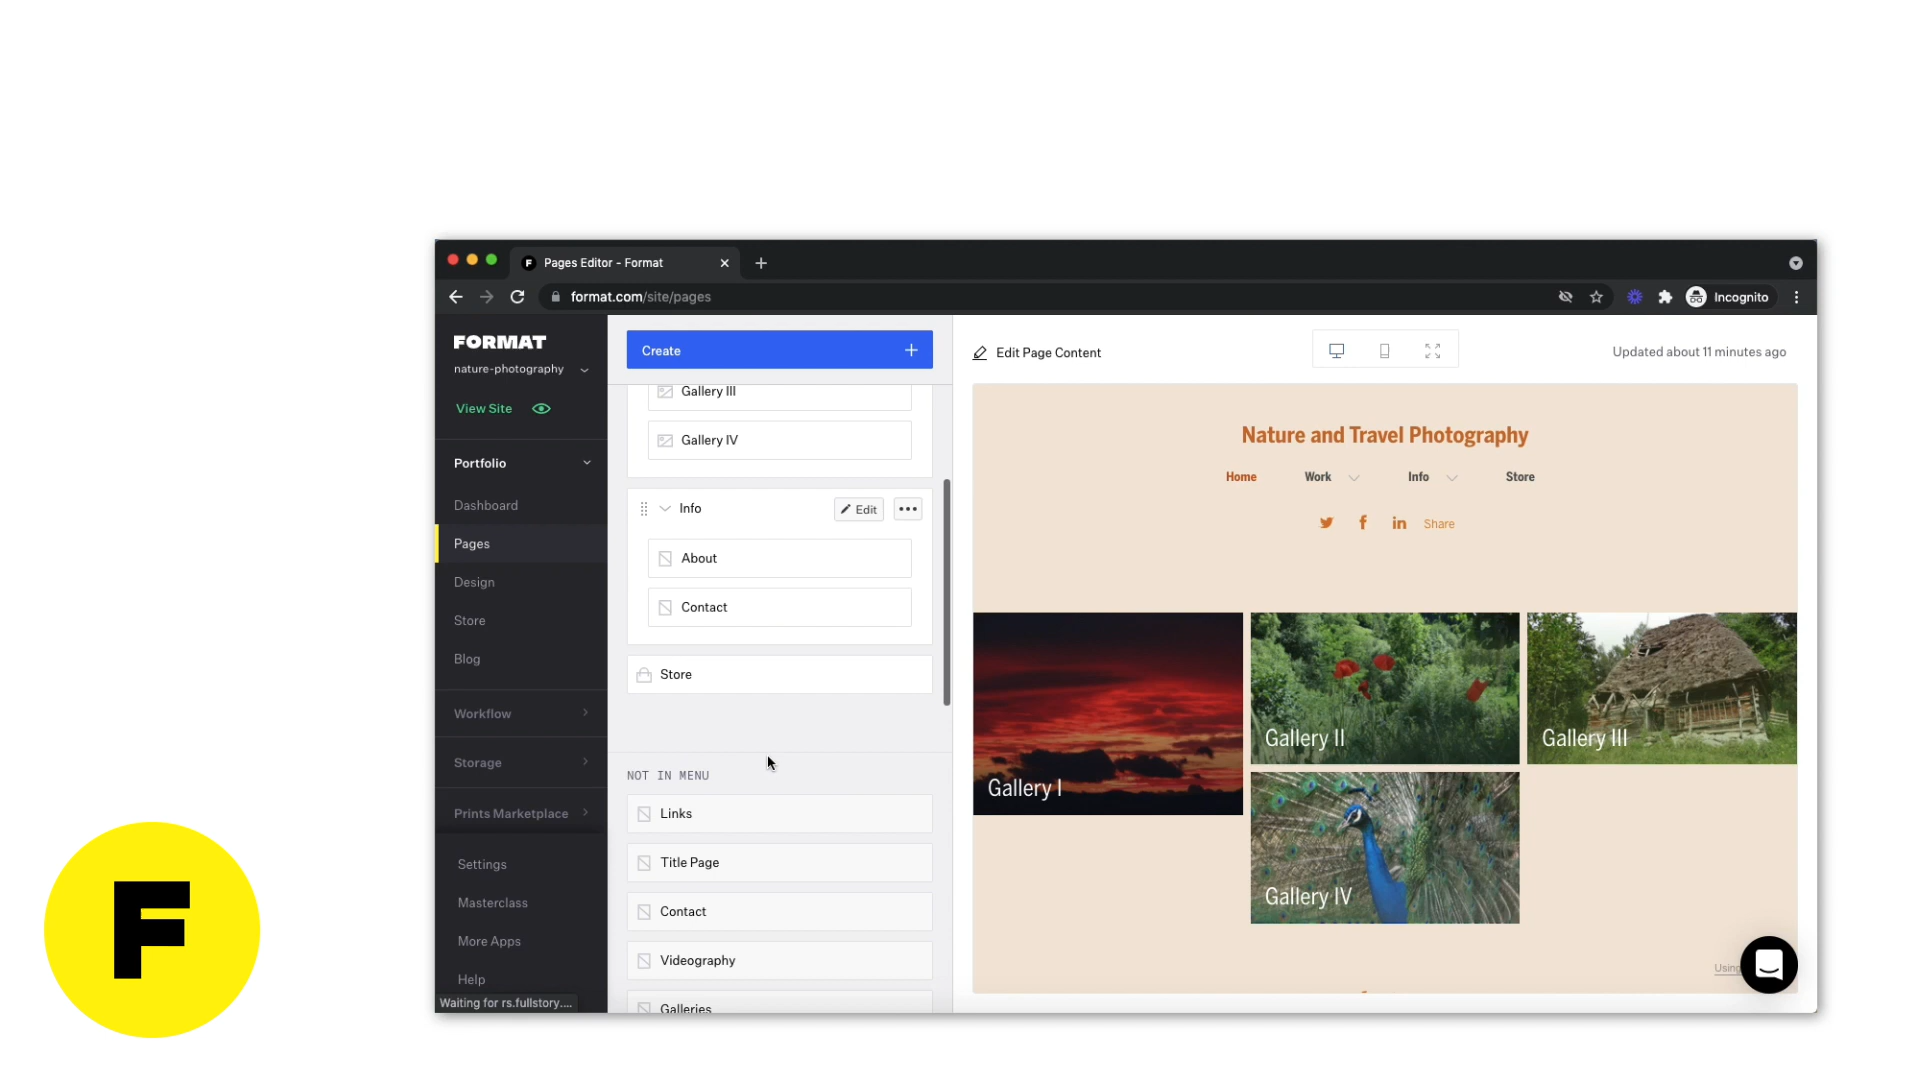 Pages Editor - Format
format.com/site/pages
Incognito
FORMAT
nature-photography
View Site
Portfolio
Dashboard
Pages
Design
Store
Blog
Workflow
Storage
Prints Marketplace
Settings
Masterclass
More Apps
Help
Waiting for rs.fullstory....
Create
Gallery III
Gallery IV
Info
Edit
About
Contact
Store
NOT IN MENU
Links
Title Page
Contact
Videography
Galleries
Edit Page Content
Updated about 11 minutes ago
Nature and Travel Photography
Home Work Info Store
Share
Gallery I
Gallery II
Gallery III
Gallery IV
Using
F